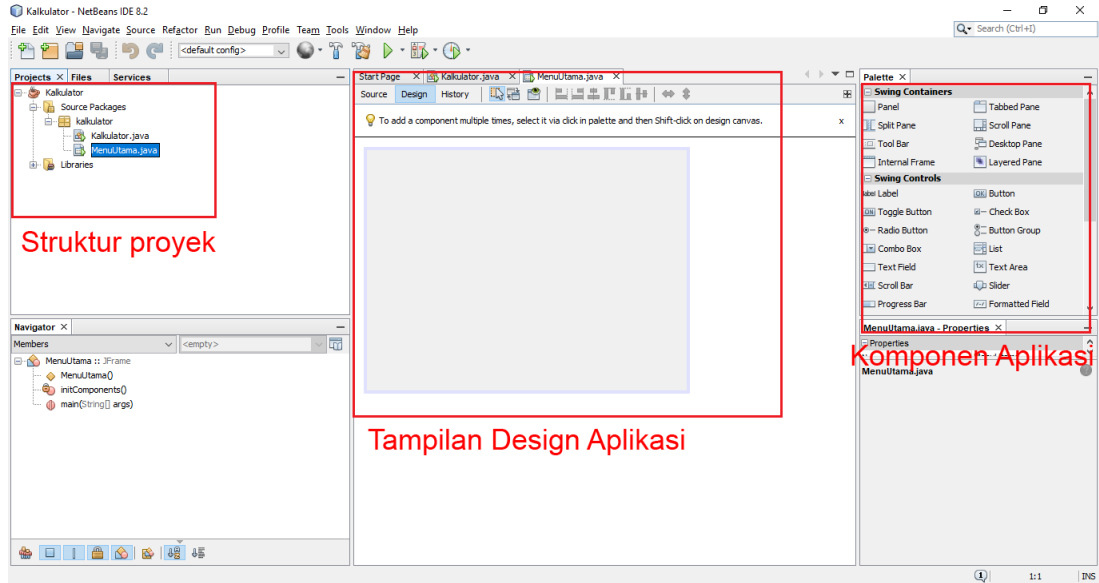 Kalkulator - NetBeans IDE 8.2
File Edit View Navigate Source Refactor Run Debug Profile Team Tools Window Help
Search (Ctrl+I)
<default config>
Projects Files Services
Kalkulator
Source Packages
kalkulator
Kalkulator.java
MenuUtama.java
Libraries
Struktur proyek
Navigator
Members
<empty>
MenuUtama :: JFrame
MenuUtama()
initComponents()
main(String[] args)
Start Page Kalkulator.java MenuUtama.java
Source Design History
To add a component multiple times, select it via click in palette and then Shift-click on design canvas.
x
Tampilan Design Aplikasi
Palette
Swing Containers
Panel Tabbed Pane
Split Pane Scroll Pane
Tool Bar Desktop Pane
Internal Frame Layered Pane
Swing Controls
label Label OK Button
ON Toggle Button Check Box
Radio Button Button Group
Combo Box List
Text Field Text Area
Scroll Bar Slider
Progress Bar Formatted Field
MenuUtama.java - Properties
Properties
Komponen Aplikasi
MenuUtama.java
1 1:1 INS